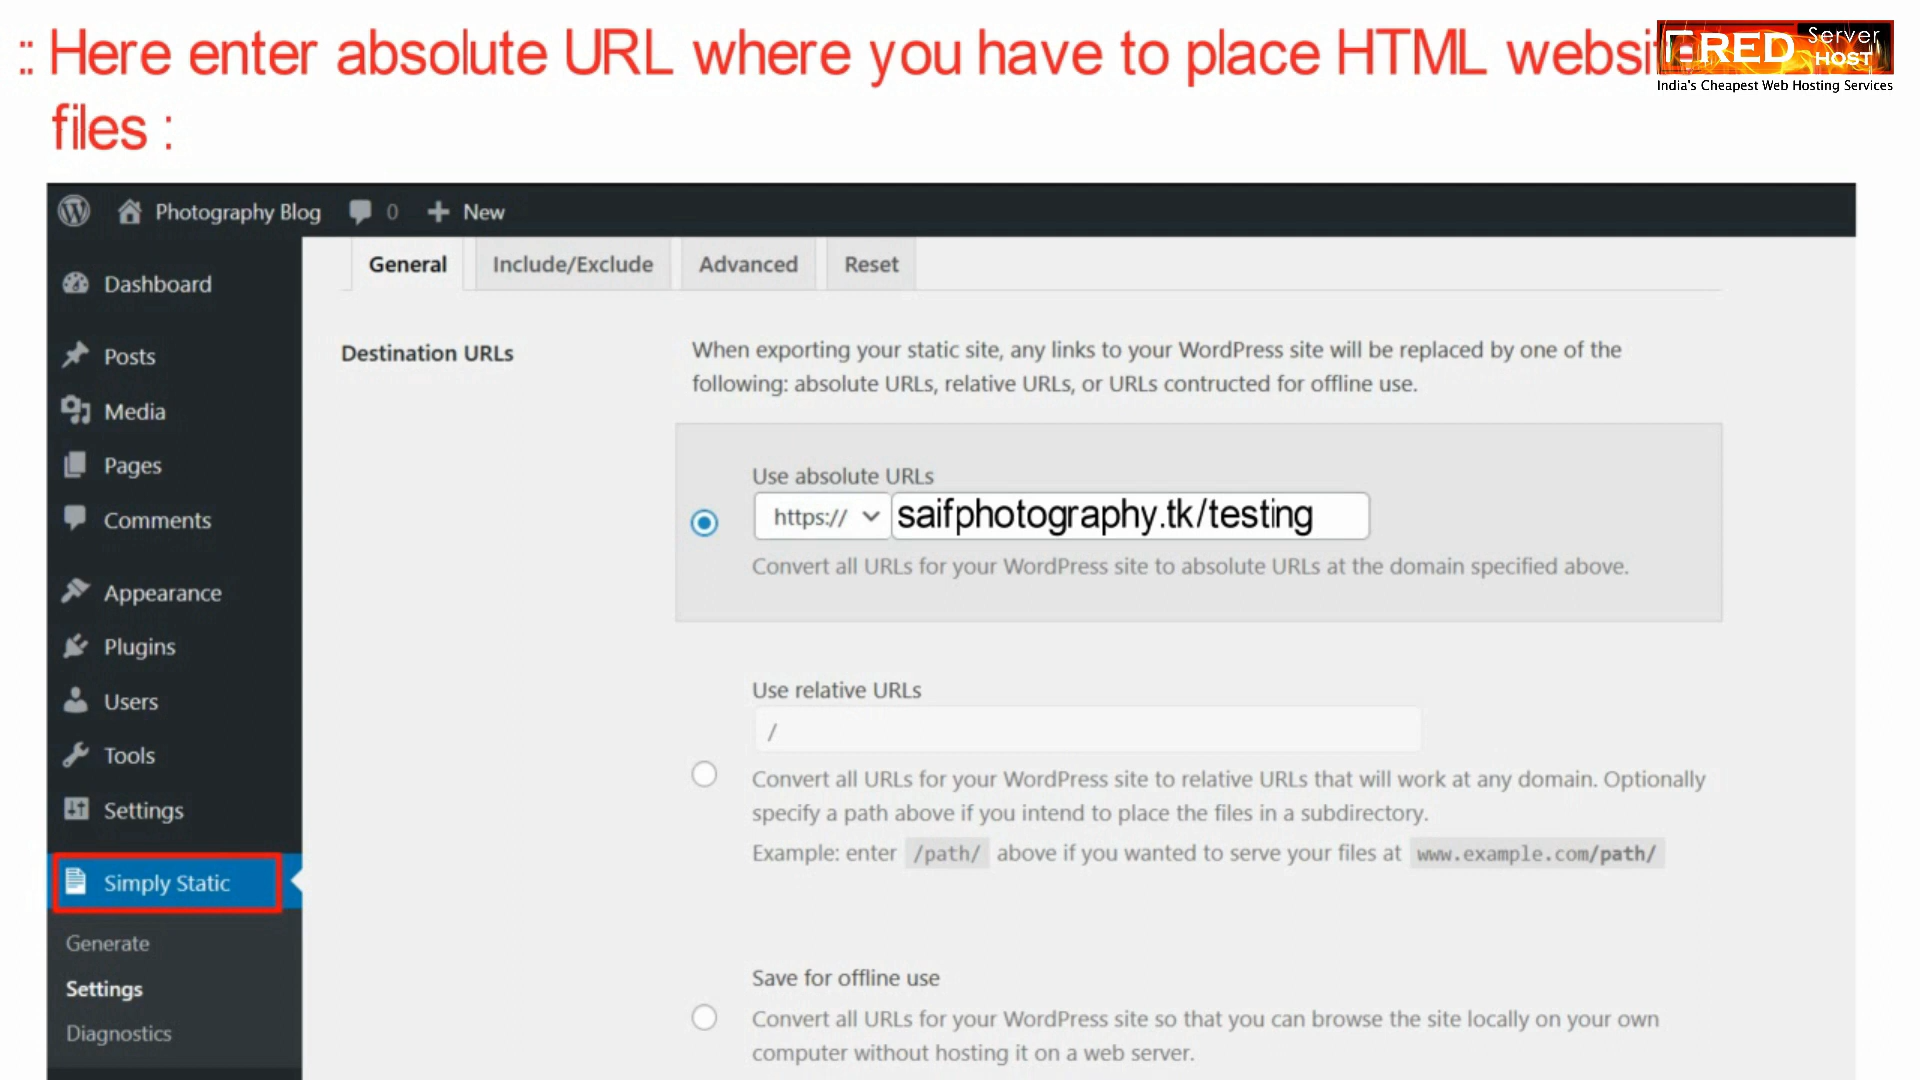 :: Here enter absolute URL where you have to place HTML website
files :
RED Server
HOST
India's Cheapest Web Hosting Services
Photography Blog 0 + New
General Include/Exclude Advanced Reset
Dashboard
Posts
Media
Pages
Comments
Appearance
Plugins
Users
Tools
Settings
Simply Static
Generate
Settings
Diagnostics
Destination URLs
When exporting your static site, any links to your WordPress site will be replaced by one of the
following: absolute URLs, relative URLs, or URLs contructed for offline use.
Use absolute URLs
https:// saifphotography.tk/testing
Convert all URLs for your WordPress site to absolute URLs at the domain specified above.
Use relative URLs
/
Convert all URLs for your WordPress site to relative URLs that will work at any domain. Optionally
specify a path above if you intend to place the files in a subdirectory.
Example: enter /path/ above if you wanted to serve your files at www.example.com/path/
Save for offline use
Convert all URLs for your WordPress site so that you can browse the site locally on your own
computer without hosting it on a web server.